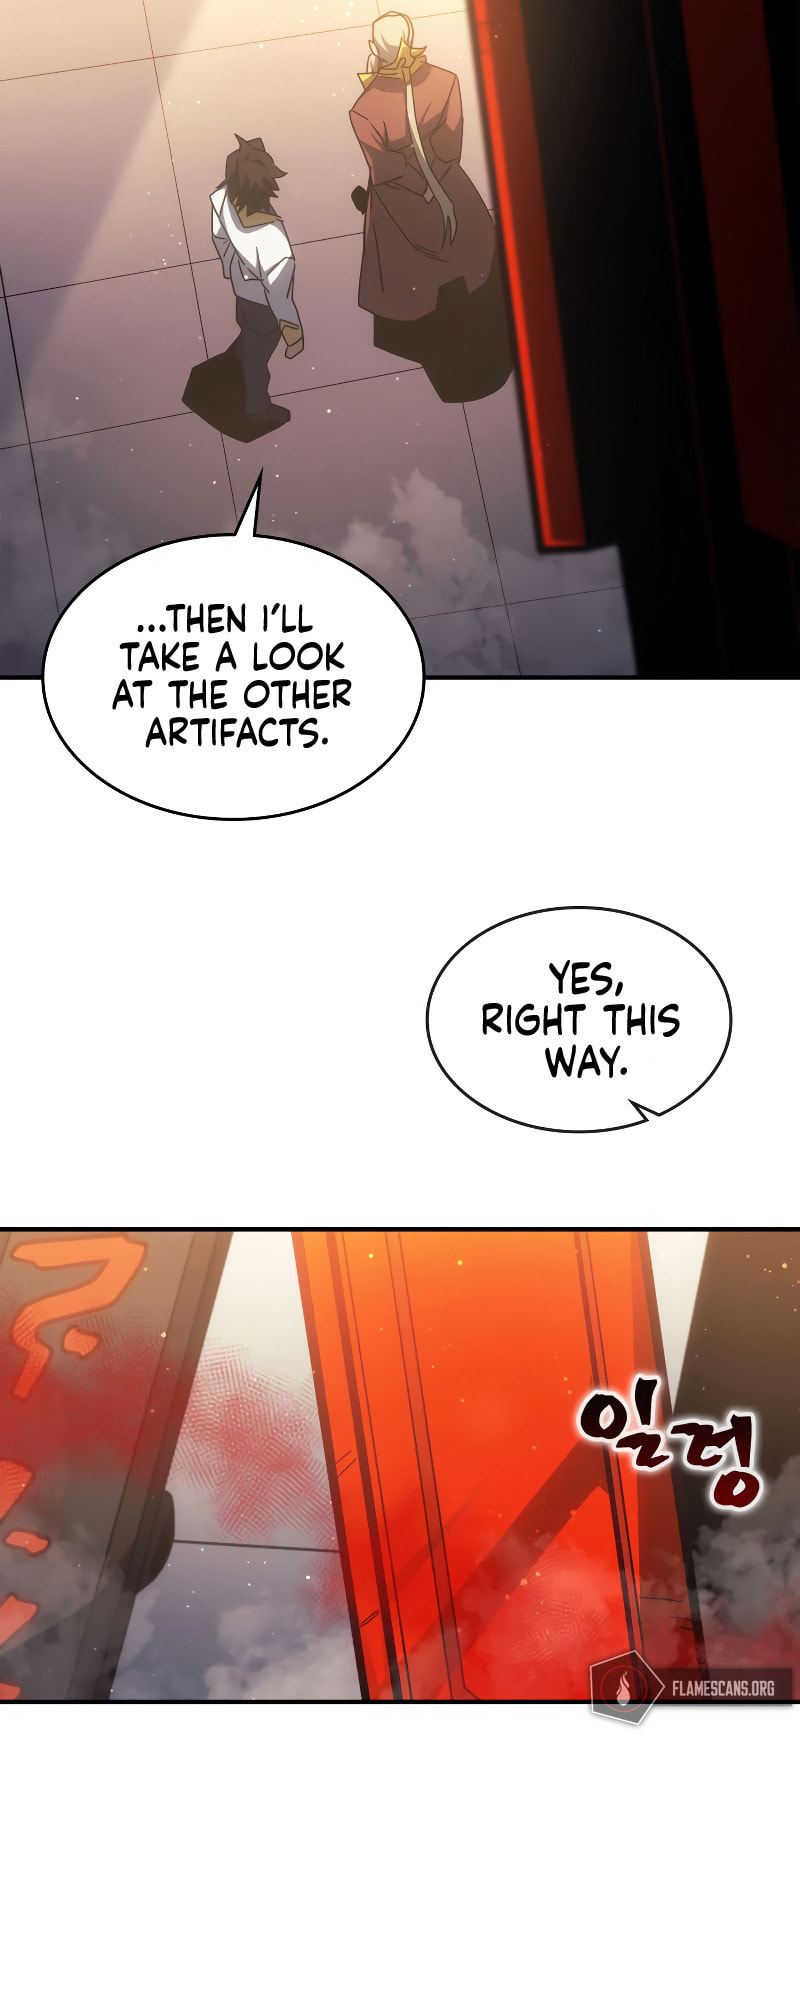 ...THEN I'LL
TAKE A LOOK
AT THE OTHER
ARTIFACTS.
YES,
RIGHT THIS
WAY.
일렁
FLAMESCANS.ORG